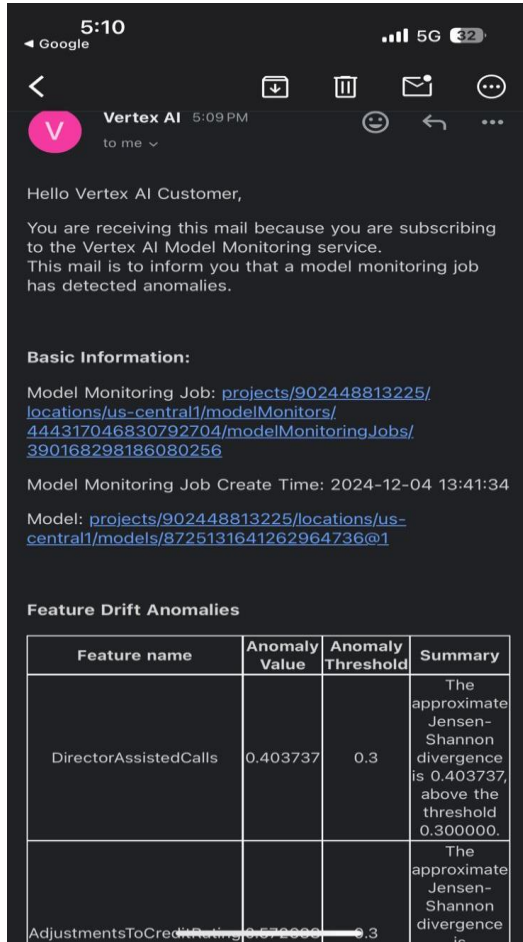 5:10
◄ Google
5G 32
V
Vertex AI 5:09 PM
to me
Hello Vertex AI Customer,
You are receiving this mail because you are subscribing
to the Vertex AI Model Monitoring service.
This mail is to inform you that a model monitoring job
has detected anomalies.
Basic Information:
Model Monitoring Job: projects/902448813225/
locations/us-central1/modelMonitors/
444317046830792704/modelMonitoringJobs/
390168298186080256
Model Monitoring Job Create Time: 2024-12-04 13:41:34
Model: projects/902448813225/locations/us-
central1/models/8725131641262964736@1
Feature Drift Anomalies
Feature name
Anomaly
Value
Anomaly
Threshold
Summary
DirectorAssistedCalls
0.403737
0.3
The
approximate
Jensen-
Shannon
divergence
is 0.403737,
above the
threshold
0.300000.
AdjustmentsToCreditRating
0.3
The
approximate
Jensen-
Shannon
divergence
is